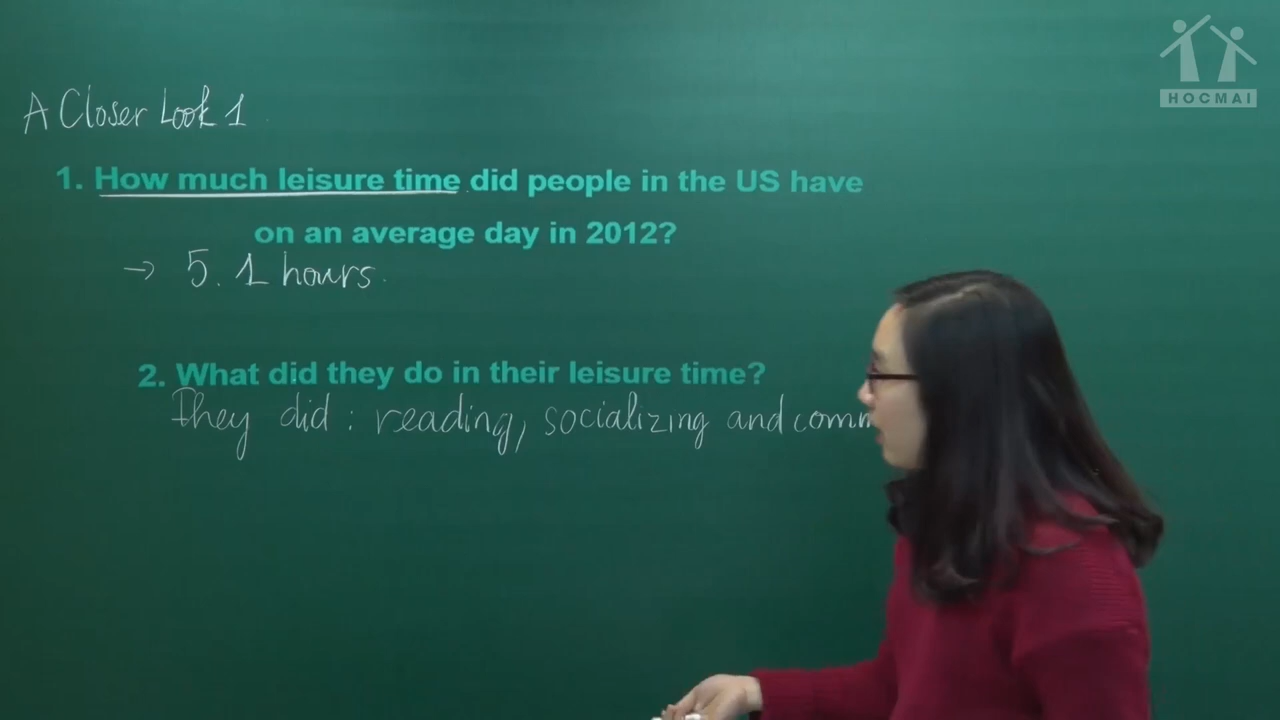 HOCMAI
A Closer Look 1
1. How much leisure time did people in the US have
on an average day in 2012?
→ 5.1 hours.
2. What did they do in their leisure time?
They did : reading, socializing and comm